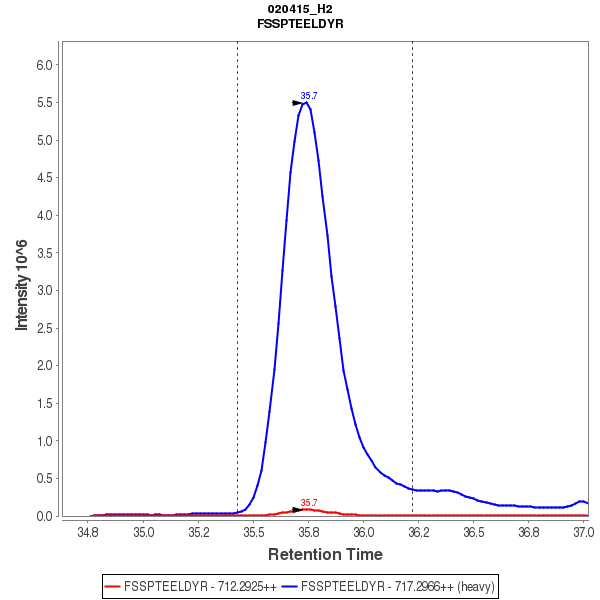 020415_H2
FSSPTEELDYR
35.7
35.7
6.0
5.5
5.0
4.5
4.0
3.5
3.0
2.5
2.0
1.5
1.0
0.5
0.0
Intensity 10^6
34.8 35.0 35.2 35.5 35.8 36.0 36.2 36.5 36.8 37.0
Retention Time
FSSPTEELDYR - 712.2925++ FSSPTEELDYR - 717.2966++ (heavy)